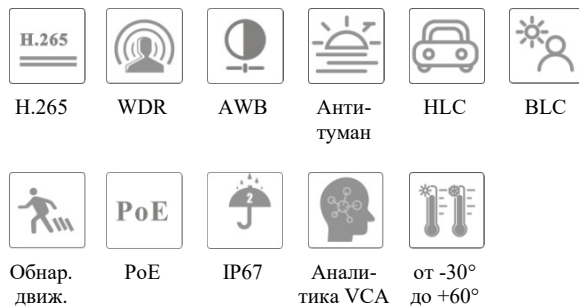 H.265
H.265 WDR AWB Анти-
туман HLC BLC
PoE 2
Обнар.
движ. PoE IP67 Анали-
тика VCA от -30°
до +60°